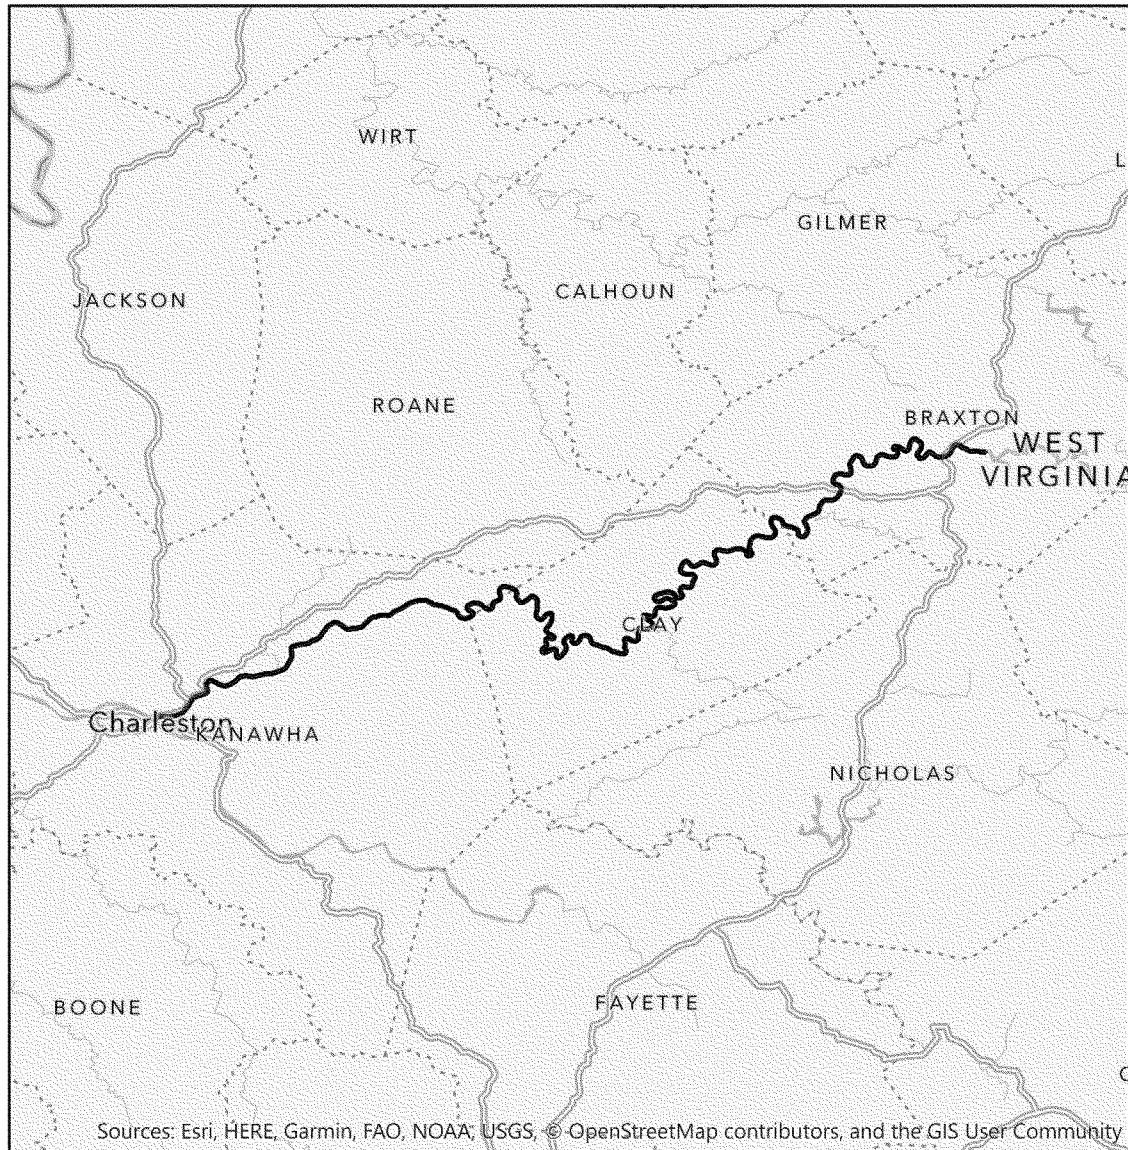 WIRT
L
GILMER
CALHOUN
JACKSON
ROANE
BRAXTON
WEST
VIRGINIA
CLAY
Charleston
KANAWHA
NICHOLAS
FAYETTE
BOONE
Sources: Esri, HERE, Garmin, FAO, NOAA, USGS, © OpenStreetMap contributors, and the GIS User Community